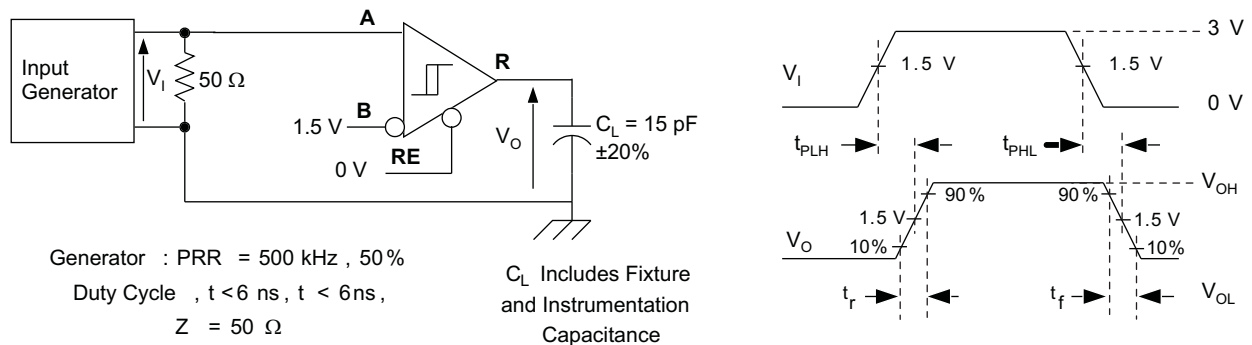 Input
Generator
V_I
50 Ω
A
B
1.5 V
0 V
RE
R
V_O
C_L = 15 pF
±20%
Generator : PRR = 500 kHz , 50%
Duty Cycle , t <6 ns , t < 6ns ,
Z = 50 Ω
C_L Includes Fixture
and Instrumentation
Capacitance
3 V
V_I
1.5 V
1.5 V
0 V
t_PLH
t_PHL
V_OH
90%
90%
1.5 V
1.5 V
V_O
10%
10%
t_r
t_f
V_OL